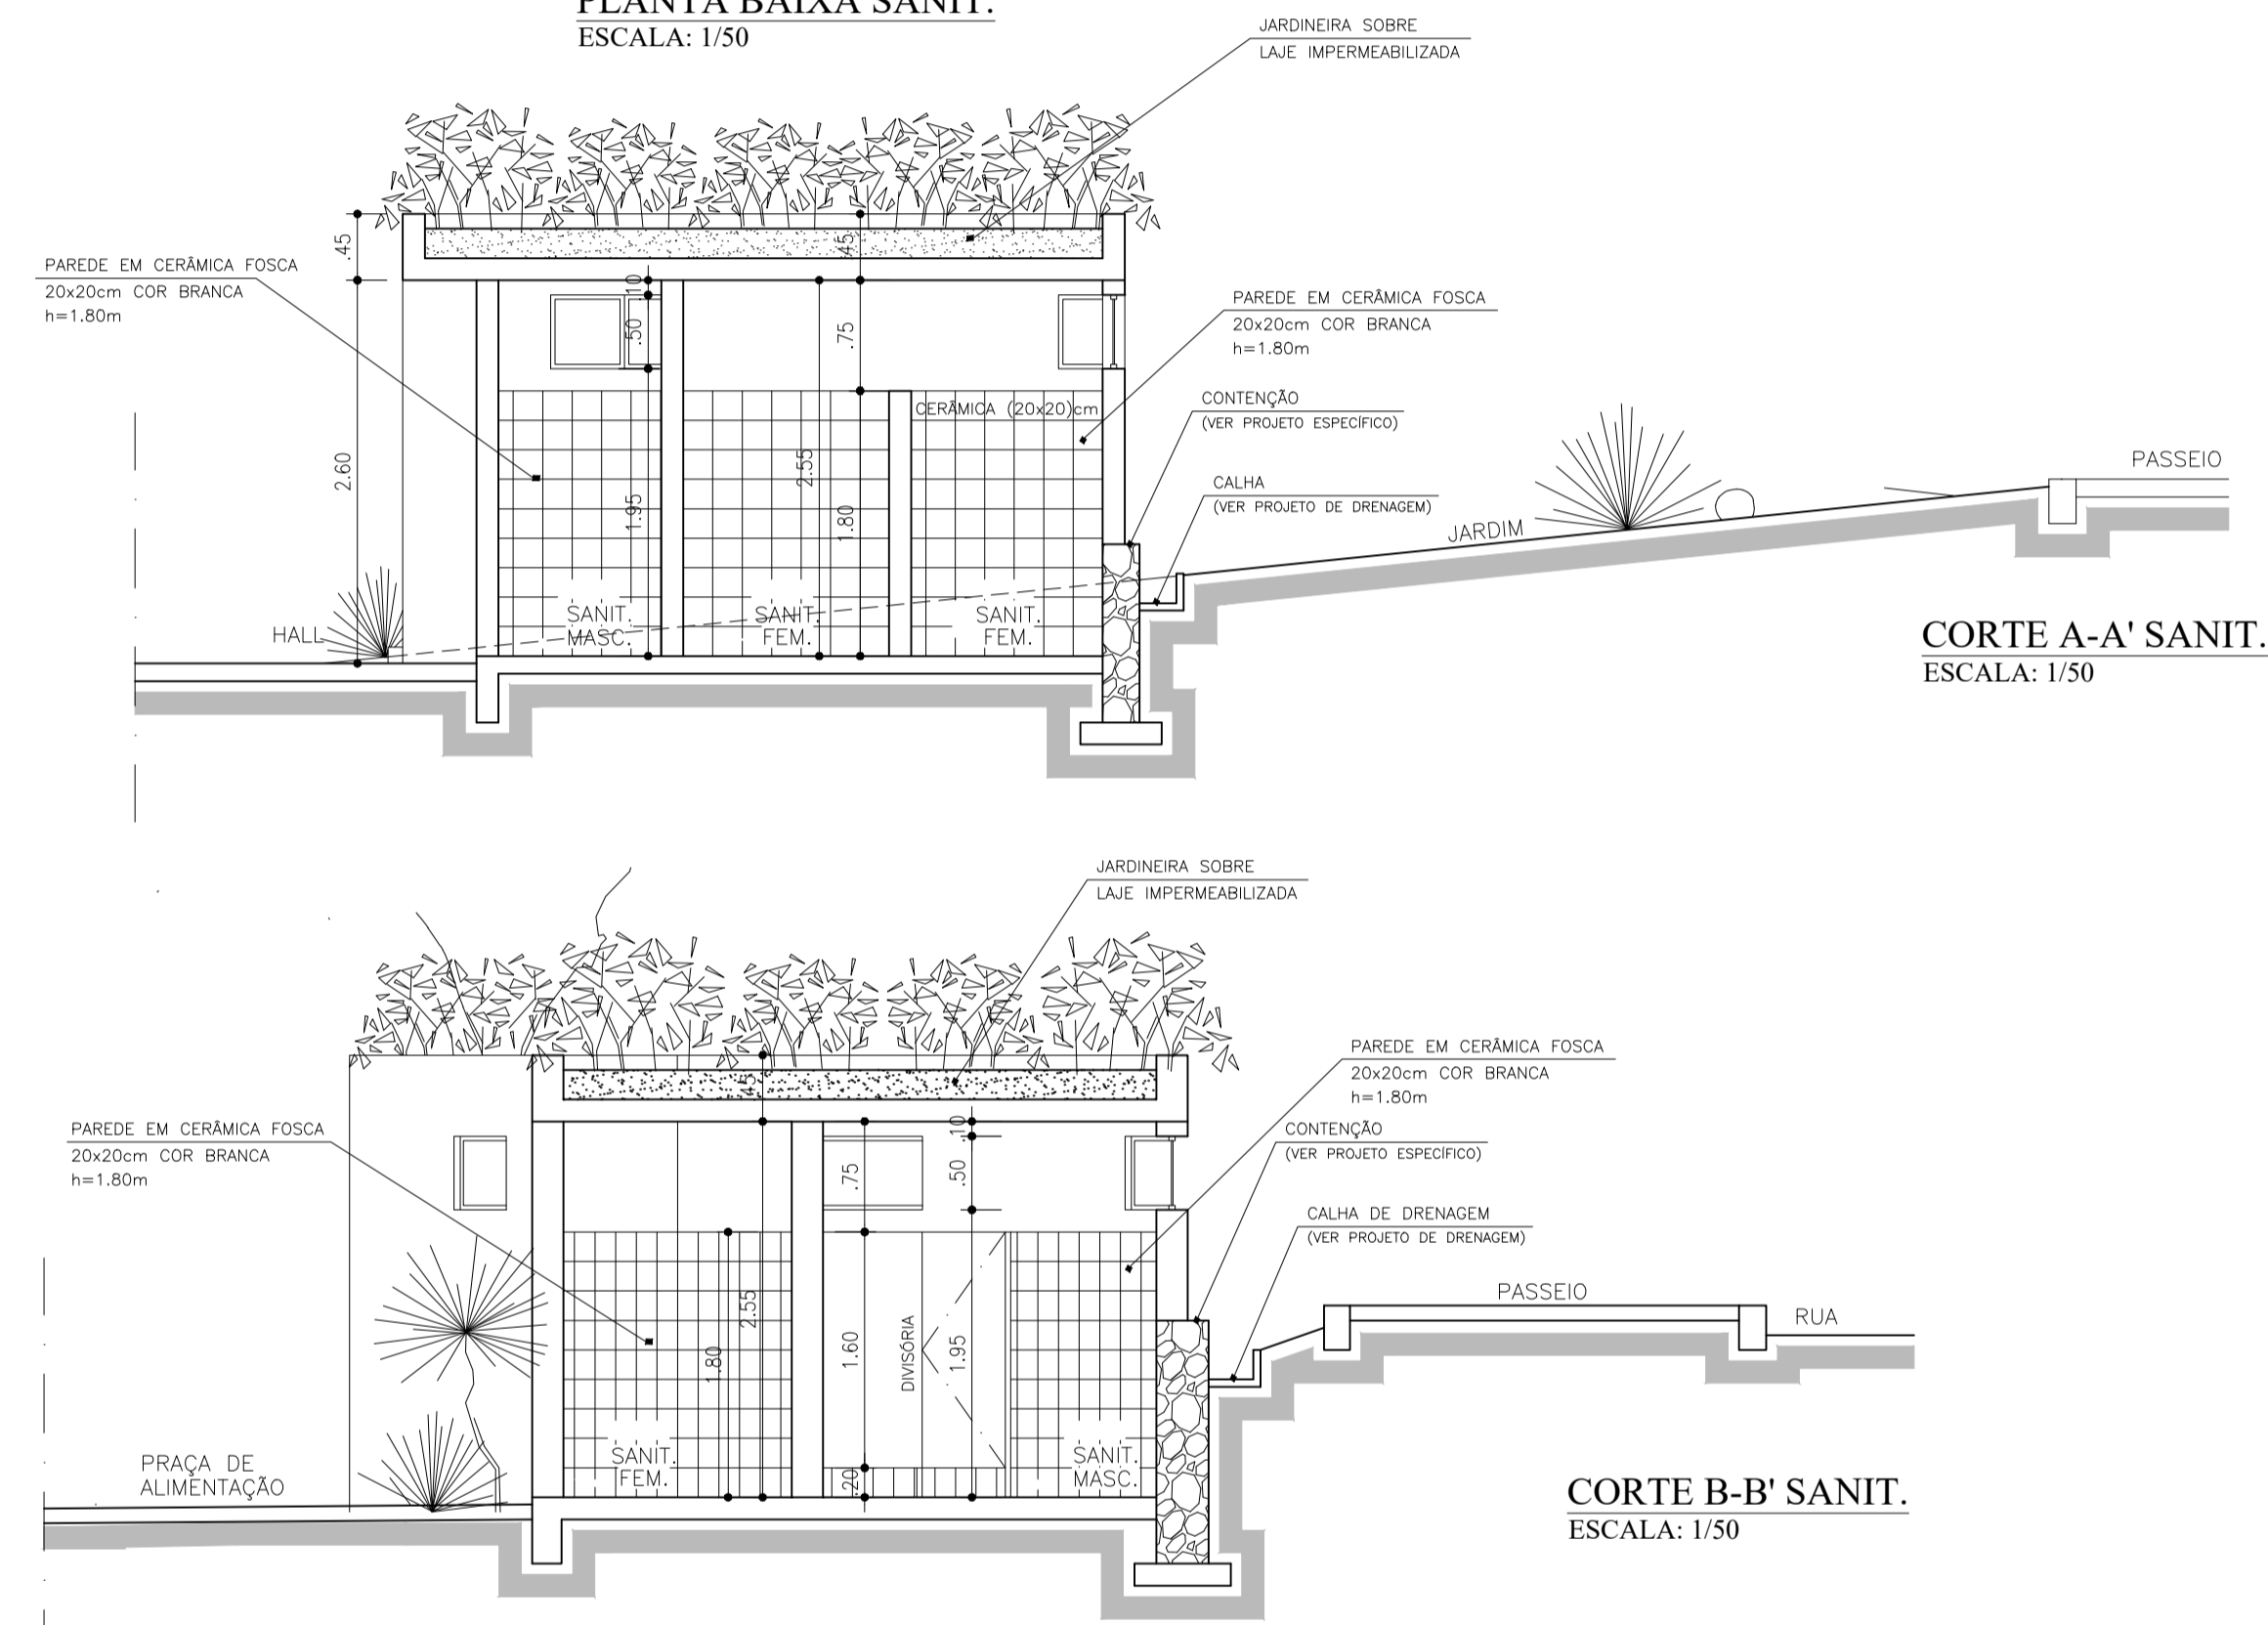 PLANTA BAIXA SANIT.
ESCALA: 1/50
JARDINEIRA SOBRE
LAJE IMPERMEABILIZADA
PAREDE EM CERÂMICA FOSCA
20x20cm COR BRANCA
h=1.80m
.45
2.60
.10
.50
1.95
2.55
.45
.75
1.80
CERÂMICA (20x20)cm
PAREDE EM CERÂMICA FOSCA
20x20cm COR BRANCA
h=1.80m
CONTENÇÃO
(VER PROJETO ESPECÍFICO)
CALHA
(VER PROJETO DE DRENAGEM)
JARDIM
PASSEIO
HALL
SANIT.
MASC.
SANIT.
FEM.
SANIT.
FEM.
CORTE A-A' SANIT.
ESCALA: 1/50
JARDINEIRA SOBRE
LAJE IMPERMEABILIZADA
PAREDE EM CERÂMICA FOSCA
20x20cm COR BRANCA
h=1.80m
PAREDE EM CERÂMICA FOSCA
20x20cm COR BRANCA
h=1.80m
CONTENÇÃO
(VER PROJETO ESPECÍFICO)
CALHA DE DRENAGEM
(VER PROJETO DE DRENAGEM)
.45
2.55
1.80
.75
1.60
.20
DIVISÓRIA
.10
.50
1.95
PASSEIO
RUA
SANIT.
FEM.
SANIT.
MASC.
PRAÇA DE
ALIMENTAÇÃO
CORTE B-B' SANIT.
ESCALA: 1/50